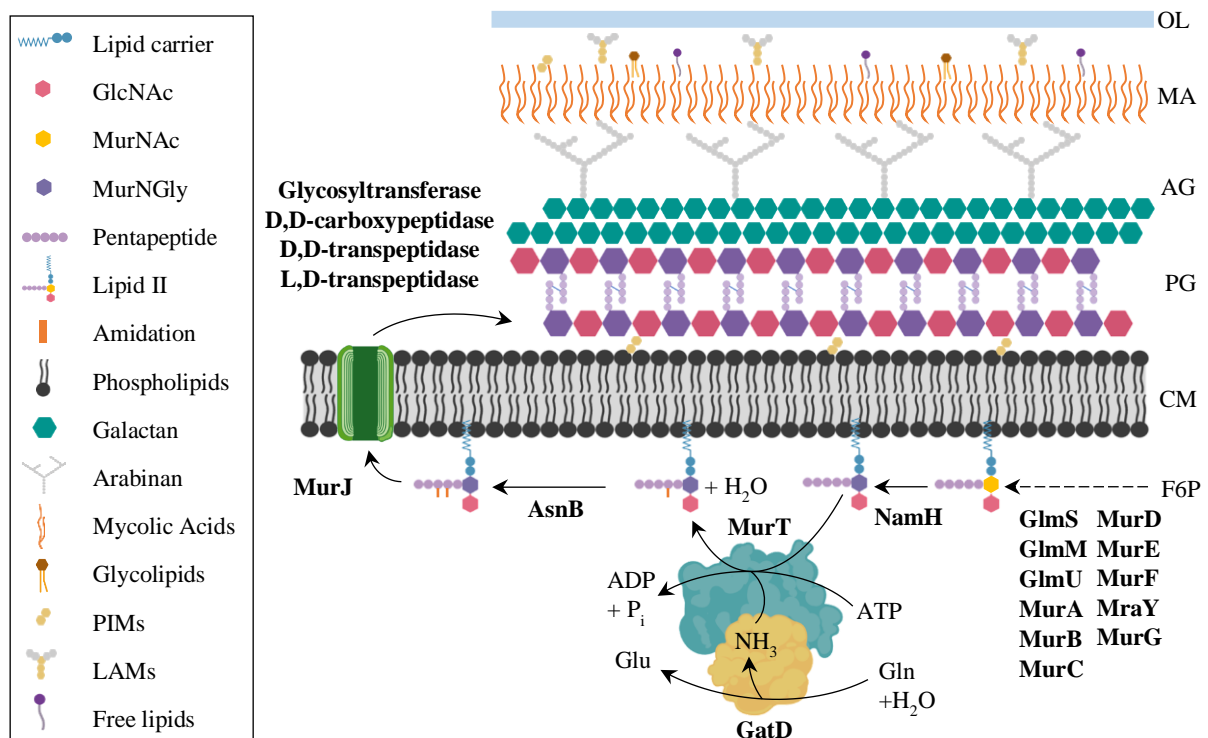 Lipid carrier
GlcNAc
MurNAc
MurNGly
Pentapeptide
Lipid II
Amidation
Phospholipids
Galactan
Arabinan
Mycolic Acids
Glycolipids
PIMs
LAMs
Free lipids
OL
MA
AG
PG
CM
Glycosyltransferase
D,D-carboxypeptidase
D,D-transpeptidase
L,D-transpeptidase
MurJ
AsnB
+ H₂O
MurT
NamH
F6P
GlmS MurD
GlmM MurE
GlmU MurF
MurA MraY
MurB MurG
MurC
ADP
+ Pᵢ
ATP
NH₃
Glu
Gln
+H₂O
GatD